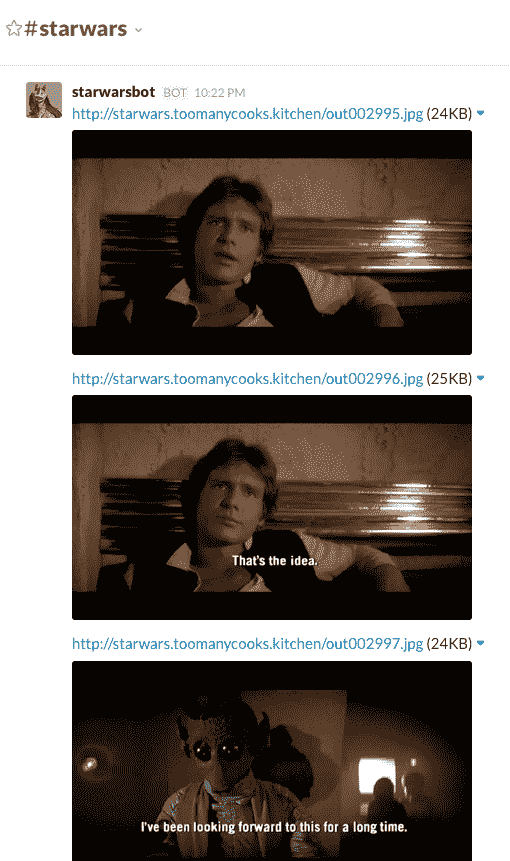 #starwars
starwarsbot BOT 10:22 PM
http://starwars.toomanycooks.kitchen/out002995.jpg (24KB)
http://starwars.toomanycooks.kitchen/out002996.jpg (25KB)
That's the idea.
http://starwars.toomanycooks.kitchen/out002997.jpg (24KB)
I've been looking forward to this for a long time.